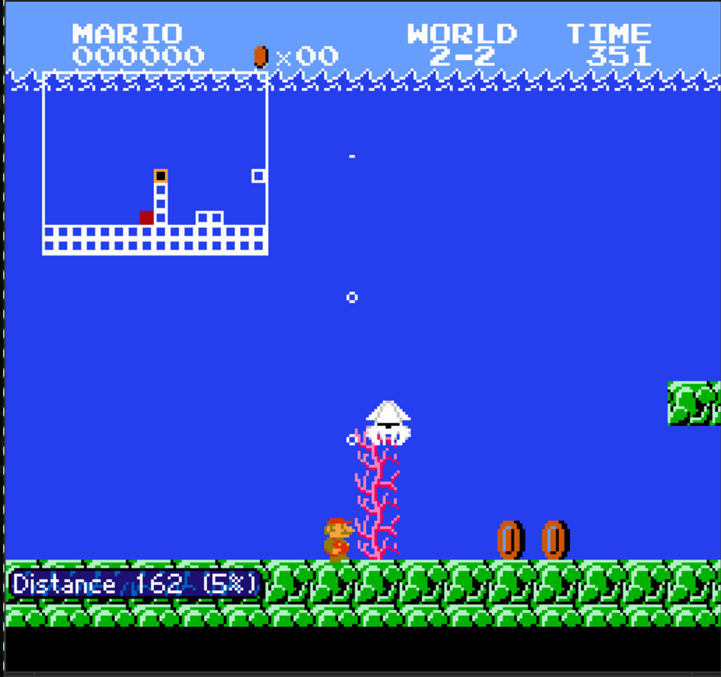 MARIO WORLD TIME
000000 ×00 2-2 351
Distance 162 (5%)